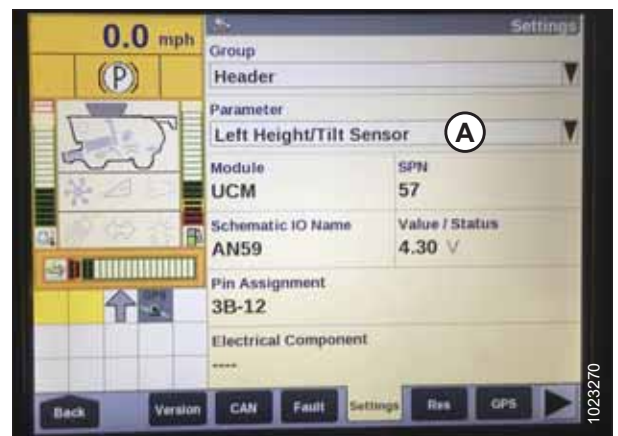 0.0 mph
(P)
Settings
Group
Header
Parameter
Left Height/Tilt Sensor
A
Module
UCM
SPN
57
Schematic IO Name
AN59
Value / Status
4.30 V
Pin Assignment
3B-12
Electrical Component
----
Back
Version
CAN
Fault
Settings
Res
GPS
1023270